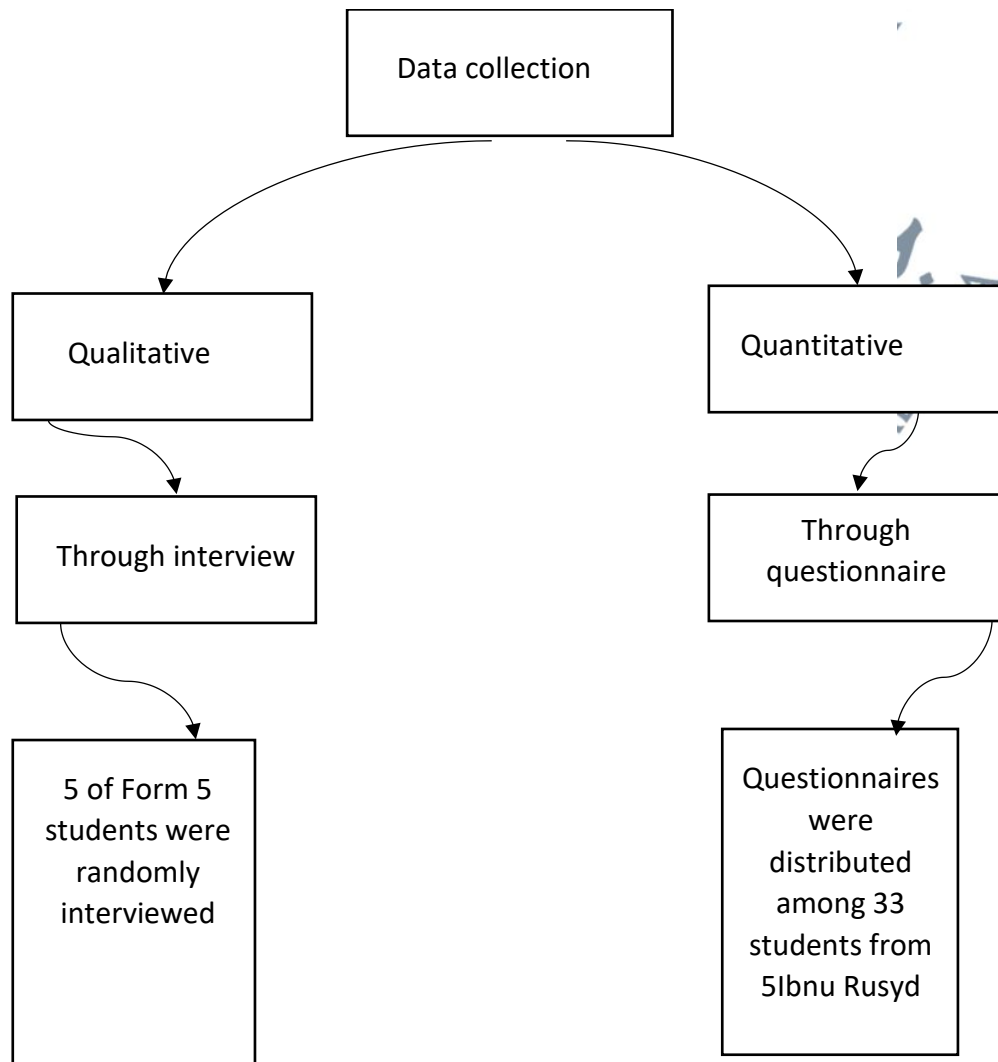 Data collection
Qualitative
Quantitative
Through interview
Through
questionnaire
5 of Form 5
students were
randomly
interviewed
Questionnaires
were
distributed
among 33
students from
5Ibnu Rusyd